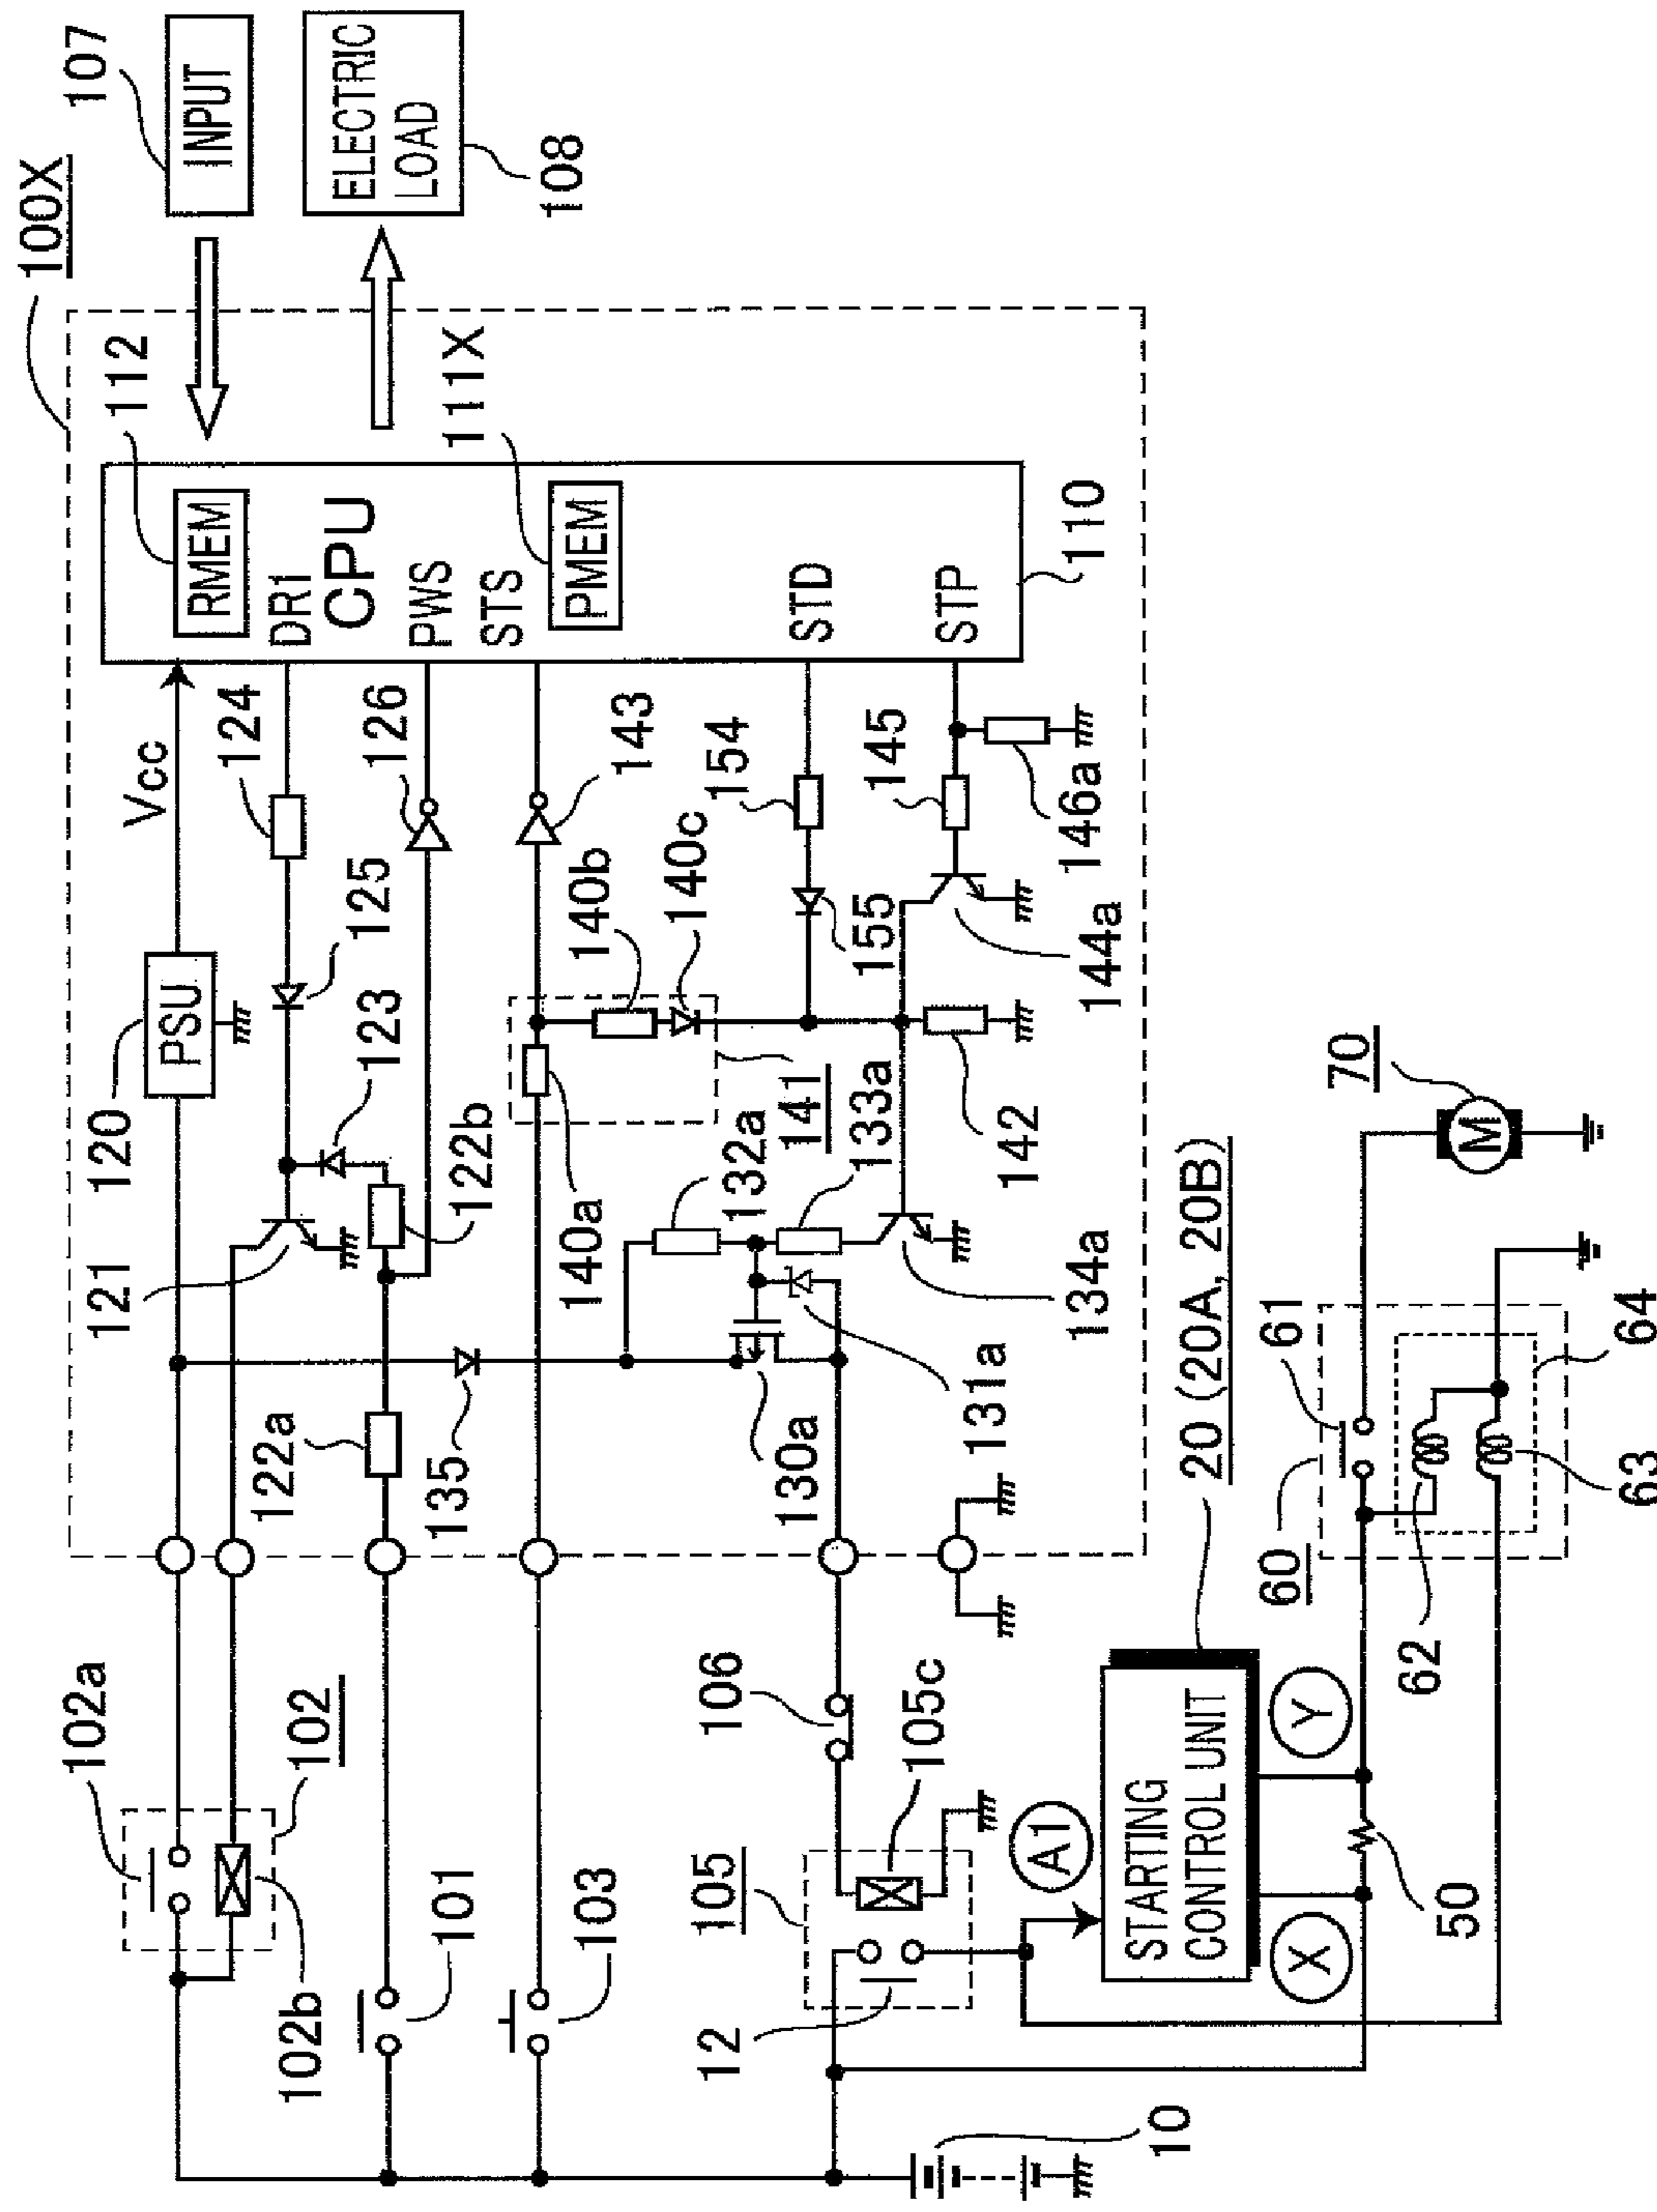 100X
107
INPUT
ELECTRIC
LOAD
108
112
RMEM
DR1
CPU
PWS
STS
111X
PMEM
STD
STP
110
Vcc
124
126
143
154
145
146a
120
PSU
125
123
122b
140b
140c
155
144a
141
142
121
140a
132a
133a
134a
122a
135
130a
131a
70
M
20 (20A, 20B)
61
64
60
62
63
102a
102
102b
101
103
106
105
105c
12
A1
STARTING
CONTROL UNIT
X
Y
50
10